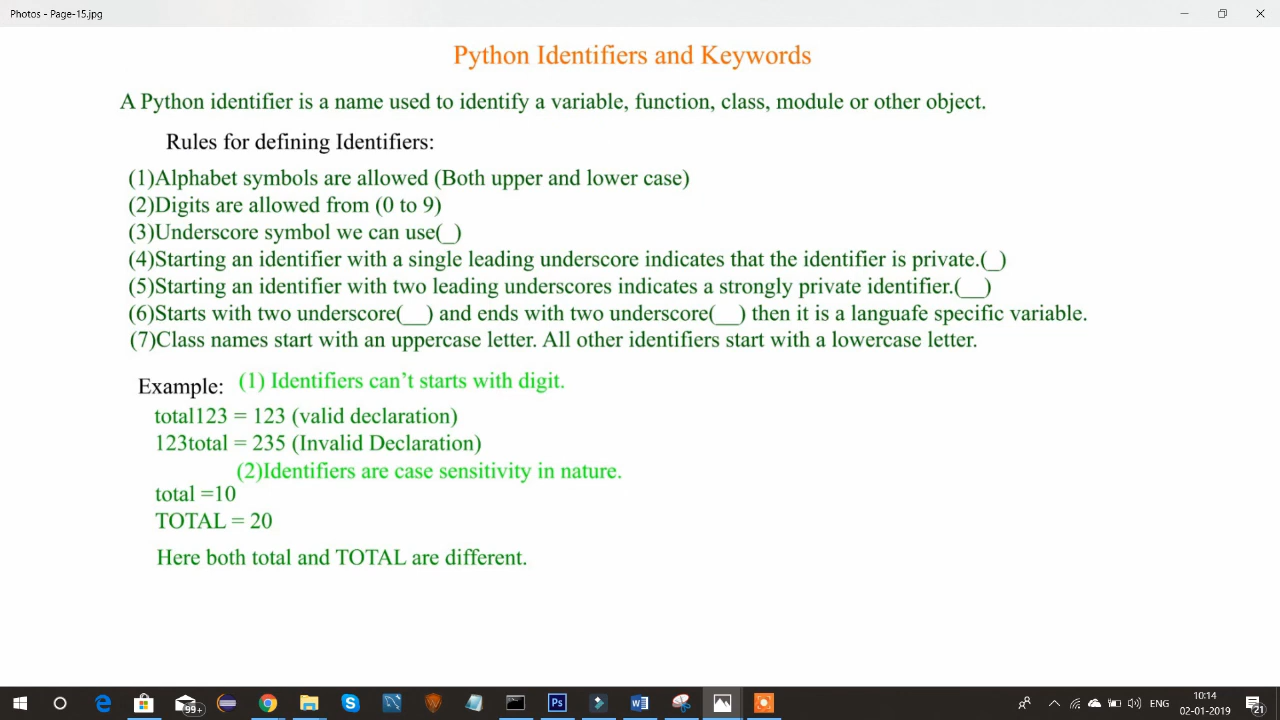 Photos - Page-15.jpg
Python Identifiers and Keywords
A Python identifier is a name used to identify a variable, function, class, module or other object.
Rules for defining Identifiers:
(1)Alphabet symbols are allowed (Both upper and lower case)
(2)Digits are allowed from (0 to 9)
(3)Underscore symbol we can use(_)
(4)Starting an identifier with a single leading underscore indicates that the identifier is private.(_)
(5)Starting an identifier with two leading underscores indicates a strongly private identifier.(__)
(6)Starts with two underscore(__) and ends with two underscore(__) then it is a languafe specific variable.
(7)Class names start with an uppercase letter. All other identifiers start with a lowercase letter.
Example: (1) Identifiers can’t starts with digit.
total123 = 123 (valid declaration)
123total = 235 (Invalid Declaration)
(2)Identifiers are case sensitivity in nature.
total =10
TOTAL = 20
Here both total and TOTAL are different.
99+
Ps
ENG
10:14
02-01-2019
21